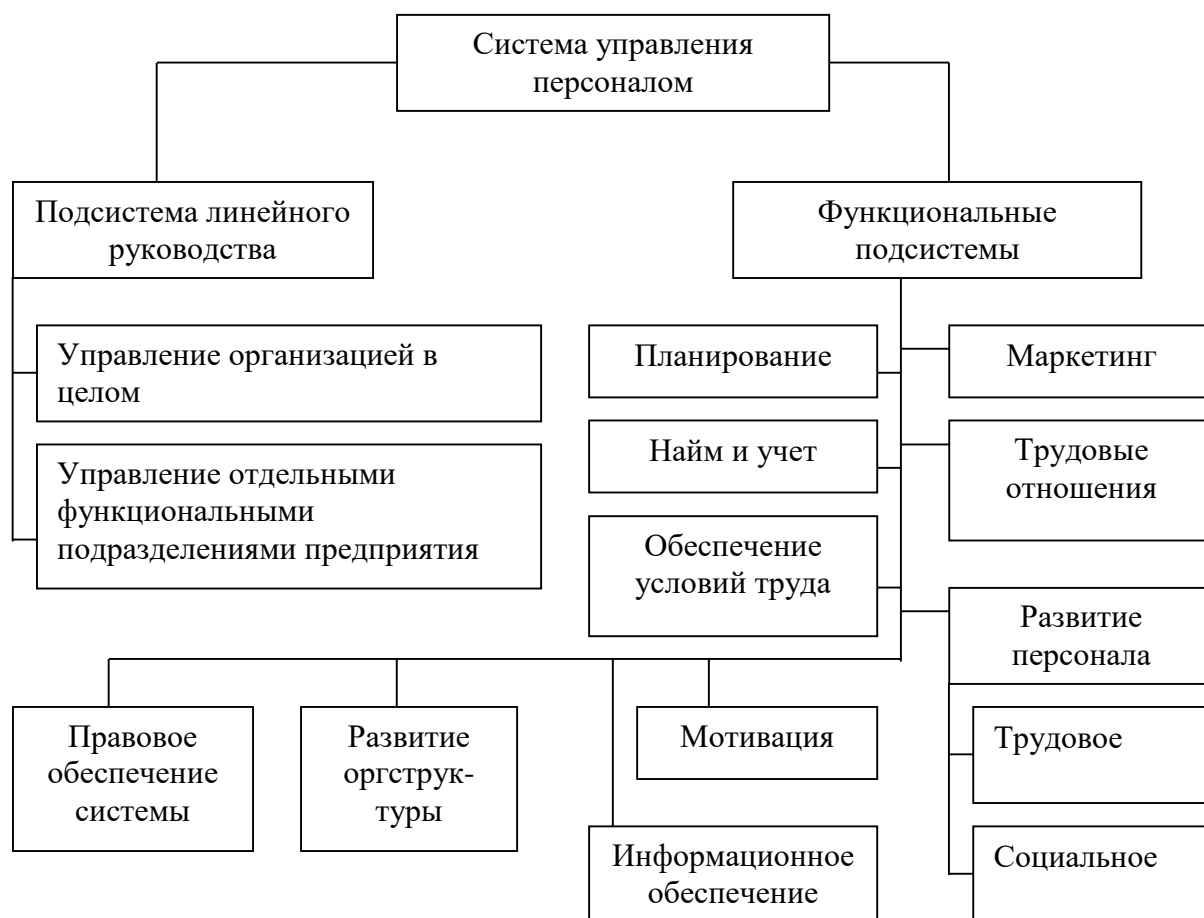 Система управления
персоналом
Подсистема линейного
руководства
Функциональные
подсистемы
Управление организацией в
целом
Планирование
Маркетинг
Найм и учет
Трудовые
отношения
Управление отдельными
функциональными
подразделениями предприятия
Обеспечение
условий труда
Развитие
персонала
Правовое
обеспечение
системы
Развитие
оргструк-
туры
Мотивация
Трудовое
Информационное
обеспечение
Социальное